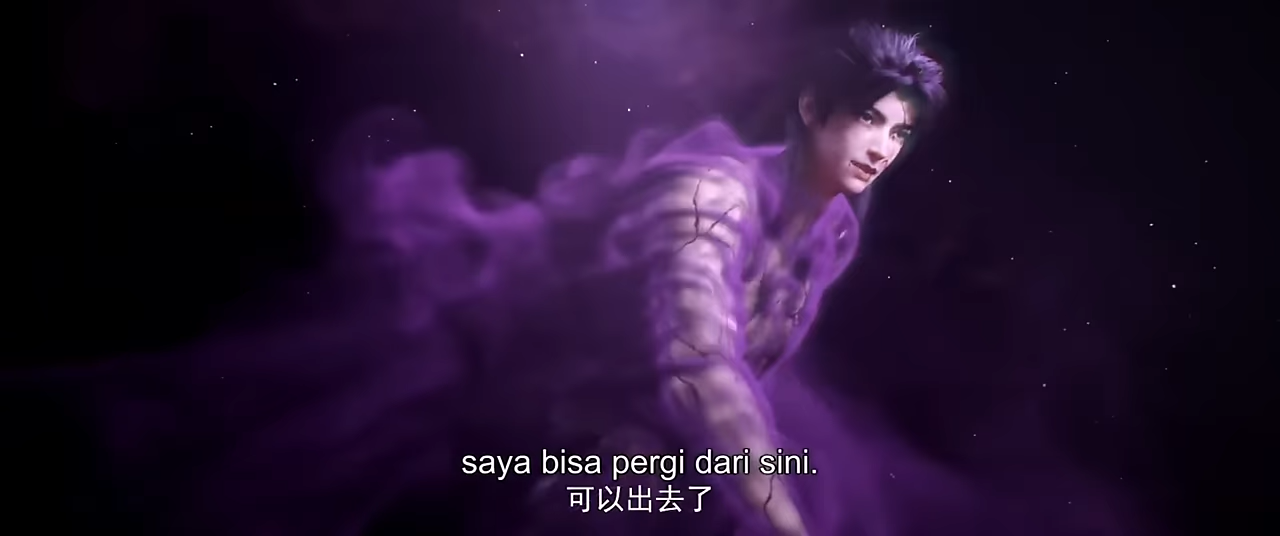 saya bisa pergi dari sini.
可以出去了